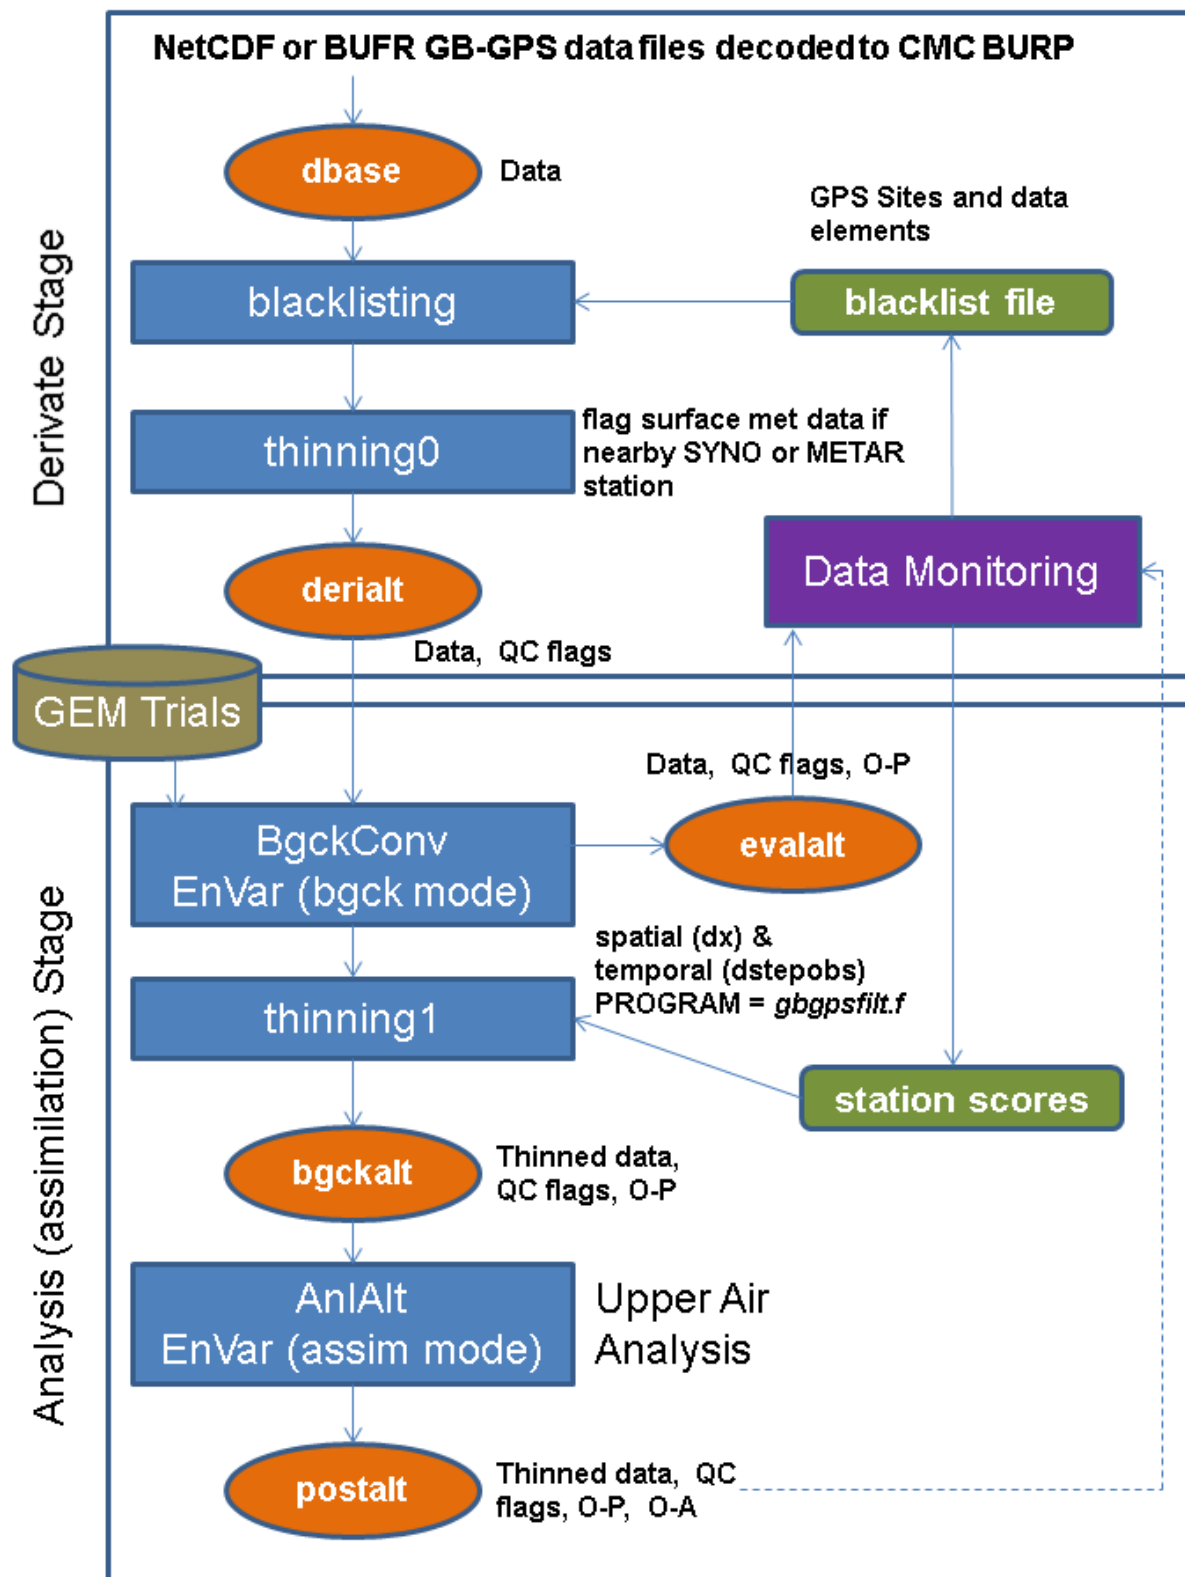 NetCDF or BUFR GB-GPS data files decoded to CMC BURP
dbase
Data
GPS Sites and data
elements
blacklisting
blacklist file
Derivate Stage
thinning0
flag surface met data if
nearby SYNO or METAR
station
Data Monitoring
derialt
Data, QC flags
GEM Trials
Data, QC flags, O-P
BgckConv
EnVar (bgck mode)
evalalt
spatial (dx) &
temporal (dstepobs)
PROGRAM = gbgpsfilt.f
thinning1
station scores
Analysis (assimilation) Stage
bgckalt
Thinned data,
QC flags, O-P
AnlAlt
EnVar (assim mode)
Upper Air
Analysis
postalt
Thinned data, QC
flags, O-P, O-A